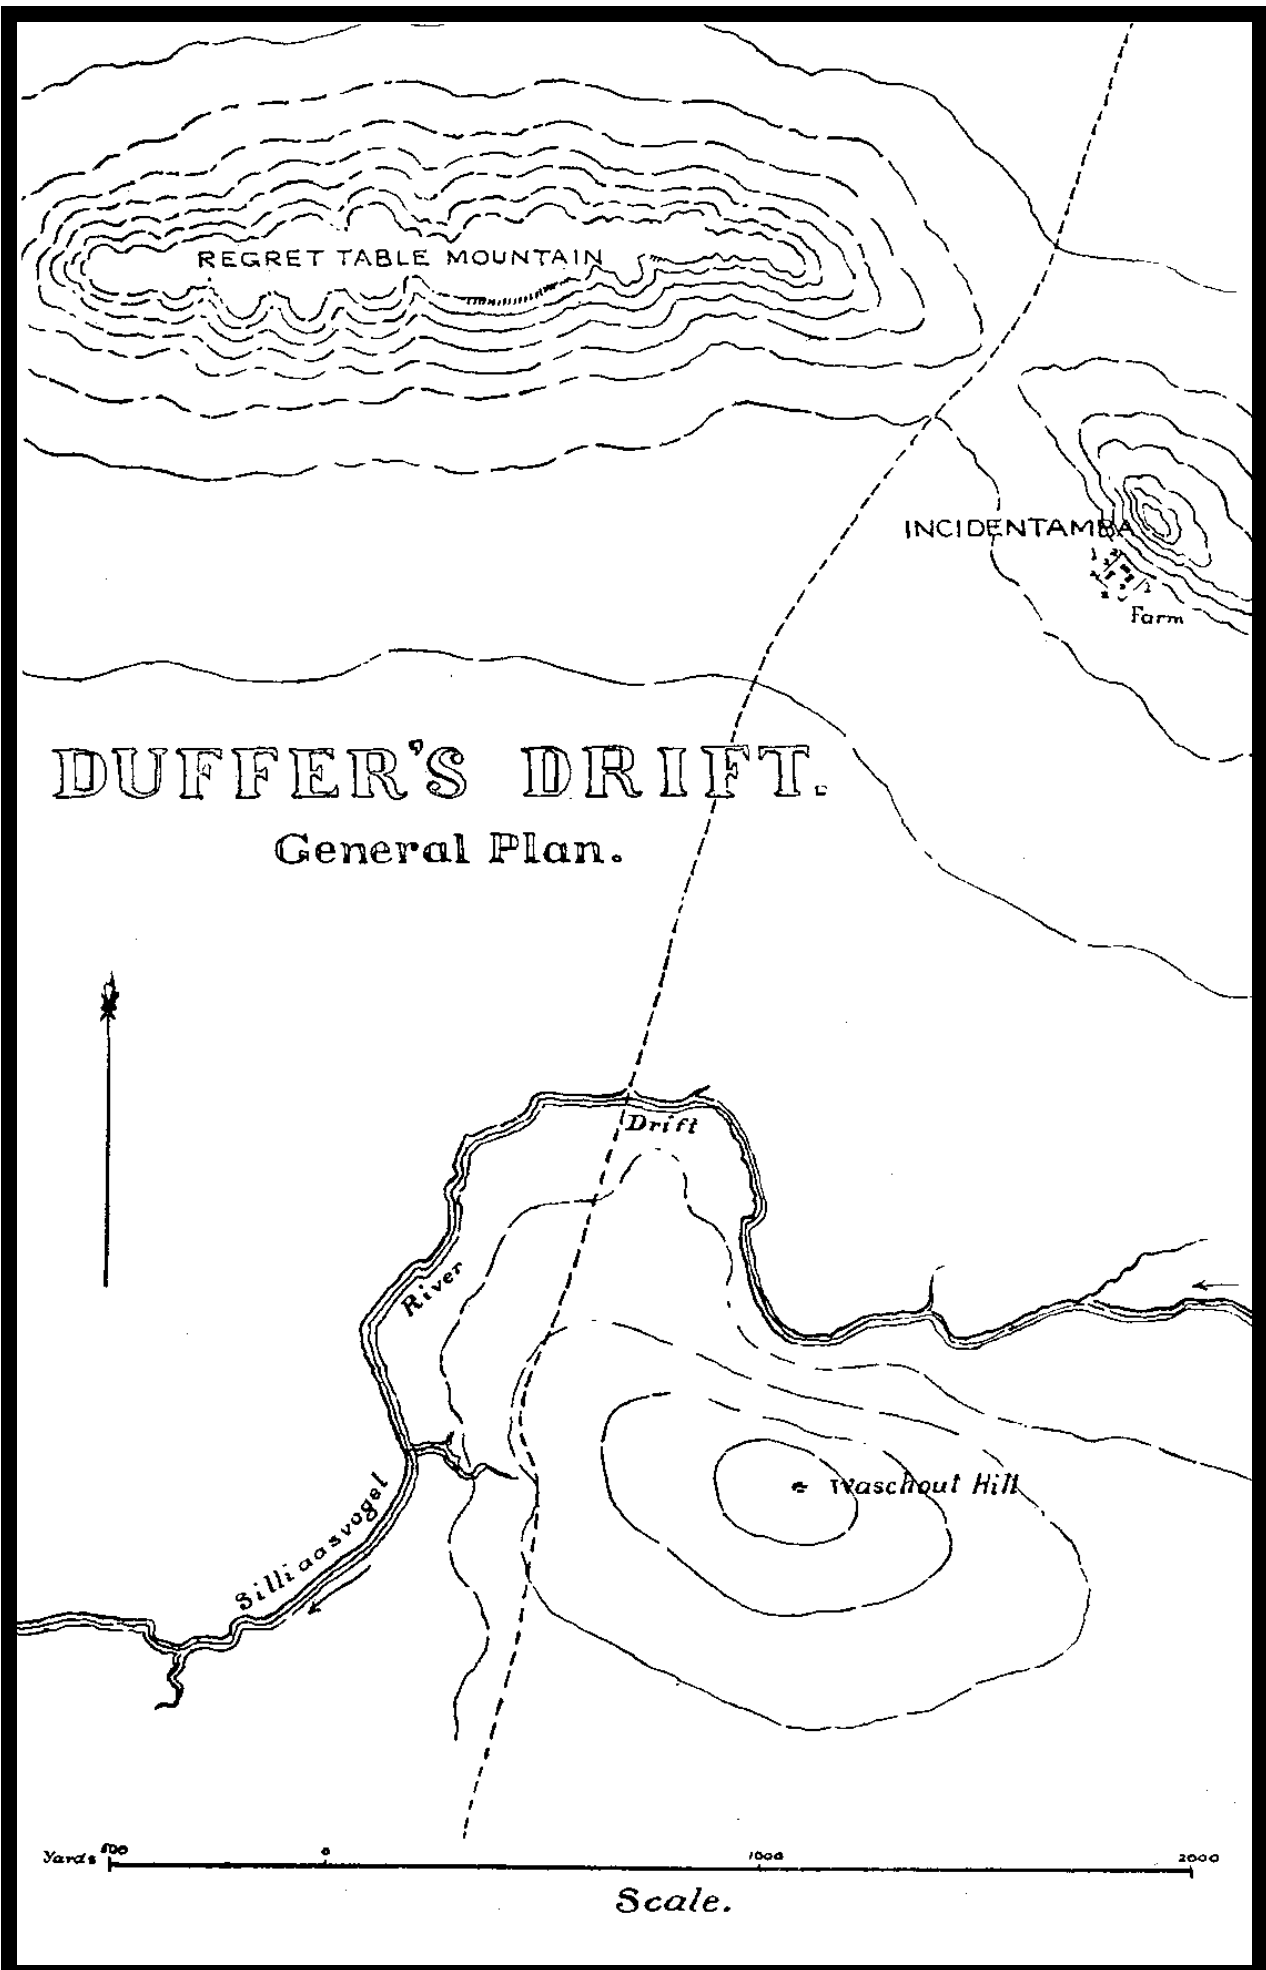 REGRET TABLE MOUNTAIN
INCIDENTAMBA
Farm
DUFFER'S DRIFT.
General Plan.
Drift
River
Waschout Hill
Silliaasvogel
Yards 500 0 1000 2000
Scale.